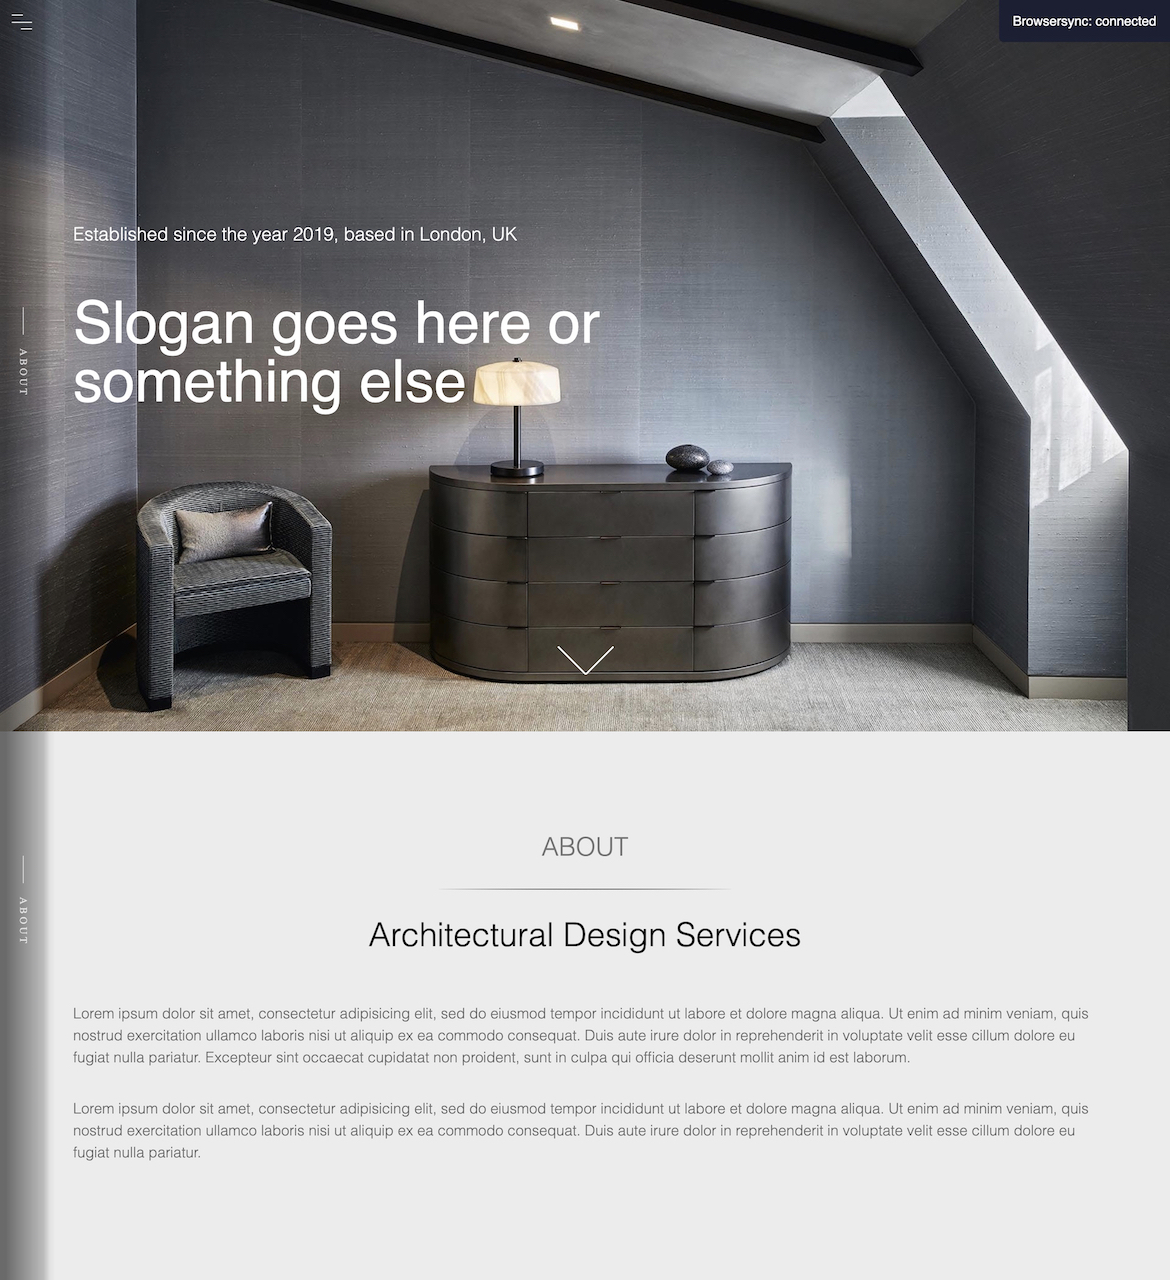 Browsersync: connected
Established since the year 2019, based in London, UK
Slogan goes here or
something else
ABOUT
ABOUT
Architectural Design Services
ABOUT
Lorem ipsum dolor sit amet, consectetur adipisicing elit, sed do eiusmod tempor incididunt ut labore et dolore magna aliqua. Ut enim ad minim veniam, quis
nostrud exercitation ullamco laboris nisi ut aliquip ex ea commodo consequat. Duis aute irure dolor in reprehenderit in voluptate velit esse cillum dolore eu
fugiat nulla pariatur. Excepteur sint occaecat cupidatat non proident, sunt in culpa qui officia deserunt mollit anim id est laborum.
Lorem ipsum dolor sit amet, consectetur adipisicing elit, sed do eiusmod tempor incididunt ut labore et dolore magna aliqua. Ut enim ad minim veniam, quis
nostrud exercitation ullamco laboris nisi ut aliquip ex ea commodo consequat. Duis aute irure dolor in reprehenderit in voluptate velit esse cillum dolore eu
fugiat nulla pariatur.